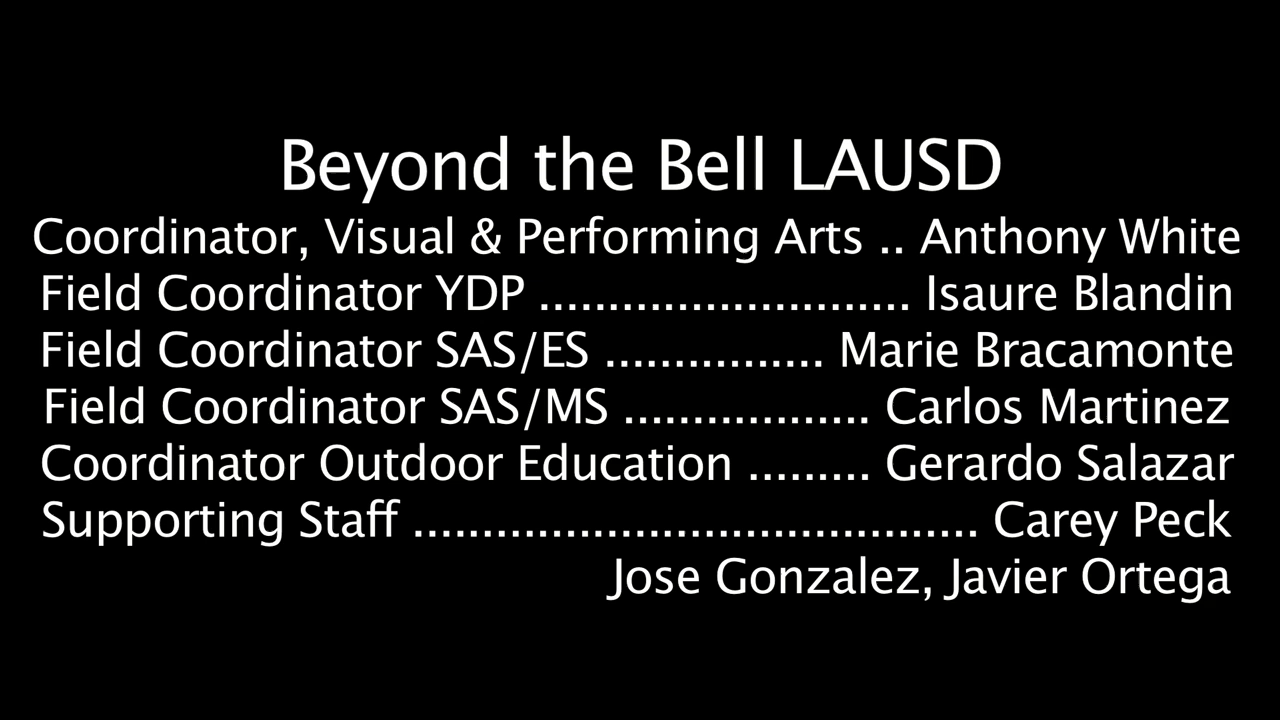 Beyond the Bell LAUSD
Coordinator, Visual & Performing Arts .. Anthony White
Field Coordinator YDP ........................... Isaure Blandin
Field Coordinator SAS/ES ................ Marie Bracamonte
Field Coordinator SAS/MS .................. Carlos Martinez
Coordinator Outdoor Education ......... Gerardo Salazar
Supporting Staff ......................................... Carey Peck
Jose Gonzalez, Javier Ortega